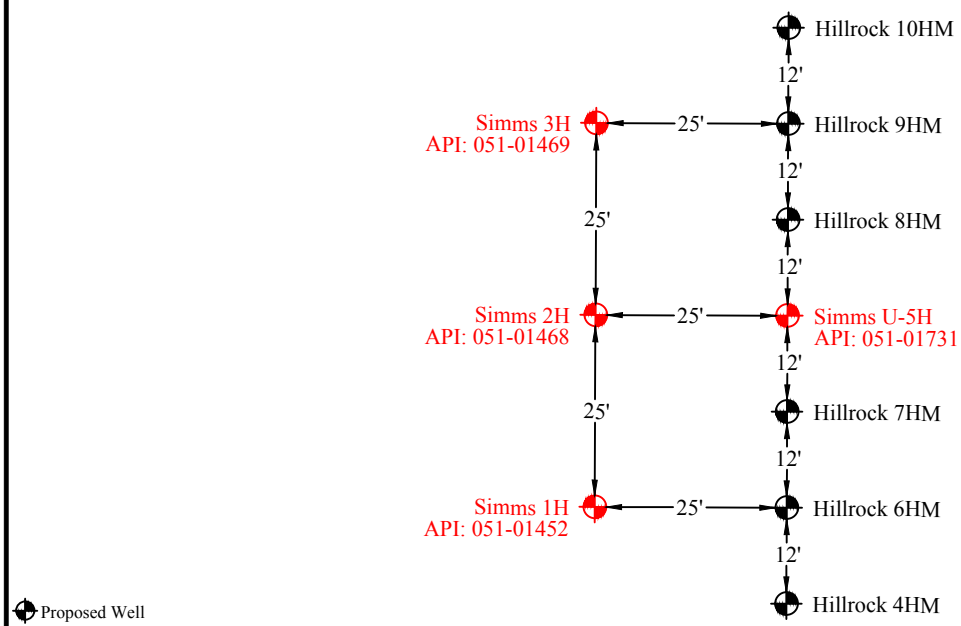 Hillrock 10HM
12'
Simms 3H
API: 051-01469
25'
Hillrock 9HM
12'
25'
Hillrock 8HM
12'
Simms 2H
API: 051-01468
25'
Simms U-5H
API: 051-01731
12'
25'
Hillrock 7HM
12'
Simms 1H
API: 051-01452
25'
Hillrock 6HM
12'
Proposed Well
Hillrock 4HM